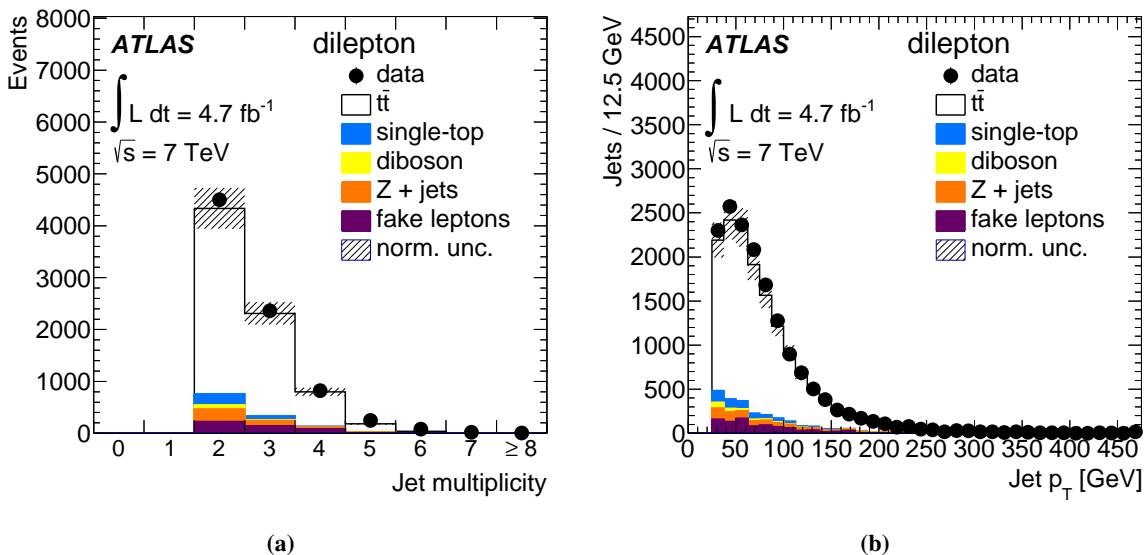 ATLAS dilepton
data
∫ L dt = 4.7 fb⁻¹
tt̄
single-top
√s = 7 TeV
diboson
Z + jets
fake leptons
norm. unc.
Events
8000
7000
6000
5000
4000
3000
2000
1000
0
0 1 2 3 4 5 6 7 ≥ 8
Jet multiplicity
(a)
ATLAS dilepton
data
∫ L dt = 4.7 fb⁻¹
tt̄
single-top
√s = 7 TeV
diboson
Z + jets
fake leptons
norm. unc.
Jets / 12.5 GeV
4500
4000
3500
3000
2500
2000
1500
1000
500
0
0 50 100 150 200 250 300 350 400 450
Jet p_T [GeV]
(b)